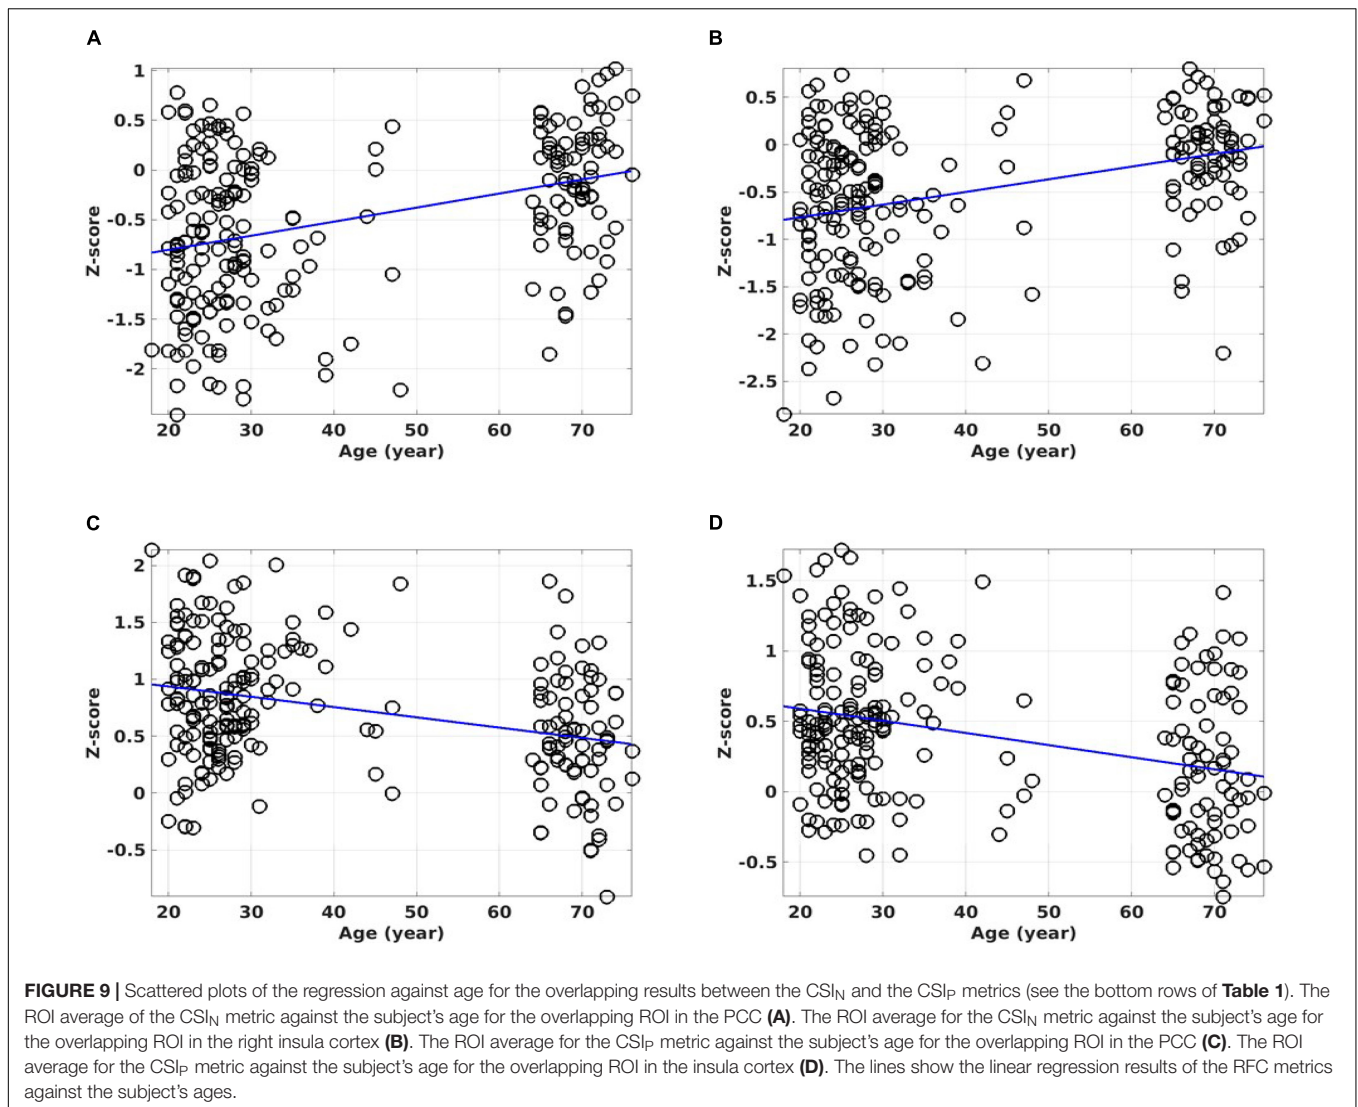 A
B
1
0.5
0
-0.5
-1
-1.5
-2
Z-score
20 30 40 50 60 70
Age (year)
0.5
0
-0.5
-1
-1.5
-2
-2.5
Z-score
20 30 40 50 60 70
Age (year)
C
D
2
1.5
1
0.5
0
-0.5
Z-score
20 30 40 50 60 70
Age (year)
1.5
1
0.5
0
-0.5
Z-score
20 30 40 50 60 70
Age (year)
FIGURE 9 | Scattered plots of the regression against age for the overlapping results between the CSIN and the CSIP metrics (see the bottom rows of Table 1). The
ROI average of the CSIN metric against the subject's age for the overlapping ROI in the PCC (A). The ROI average for the CSIN metric against the subject's age for
the overlapping ROI in the right insula cortex (B). The ROI average for the CSIP metric against the subject's age for the overlapping ROI in the PCC (C). The ROI
average for the CSIP metric against the subject's age for the overlapping ROI in the insula cortex (D). The lines show the linear regression results of the RFC metrics
against the subject's ages.